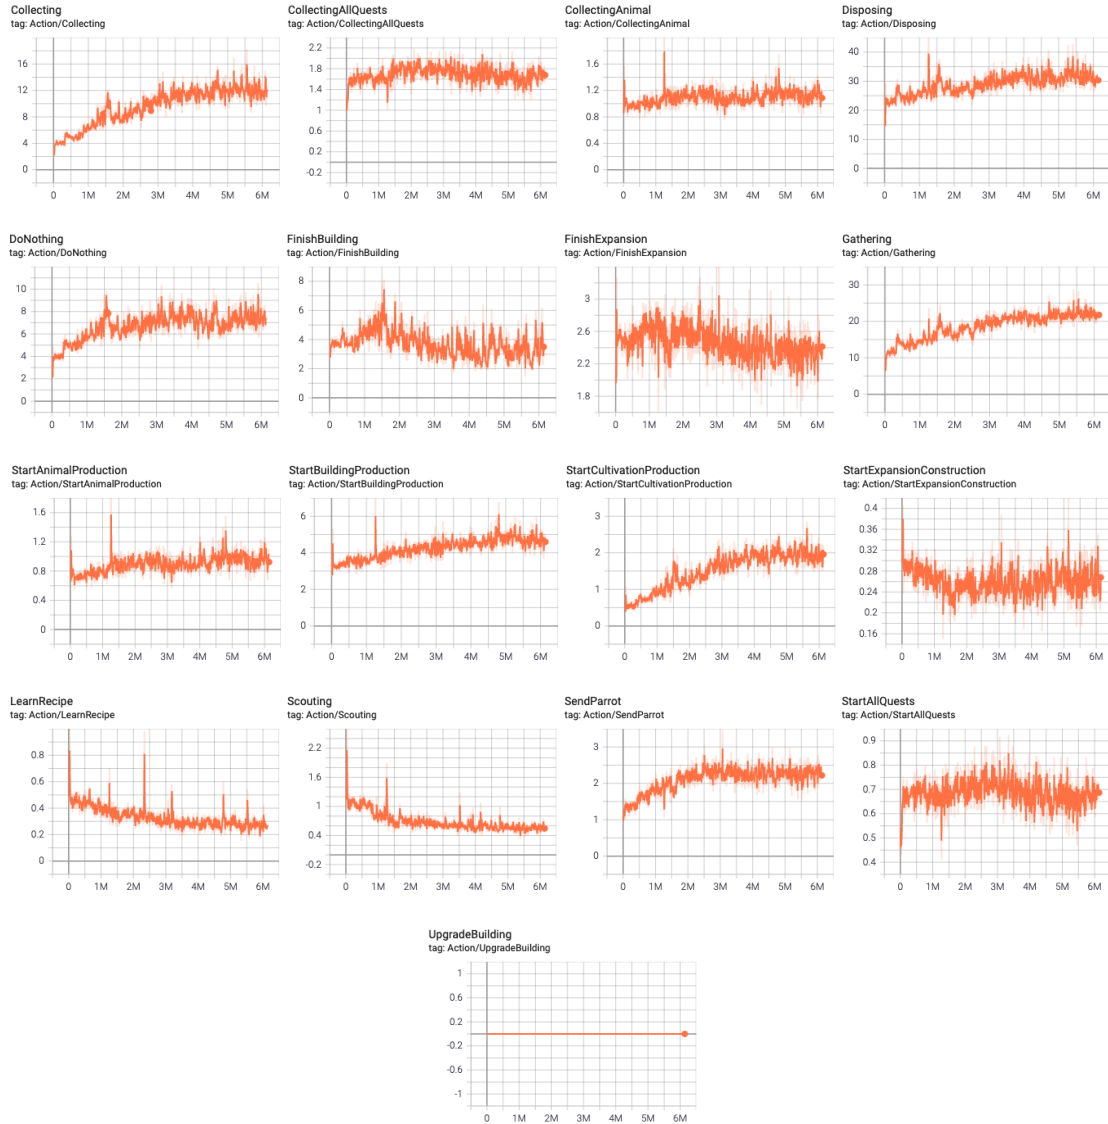 Collecting
tag: Action/Collecting
16
12
8
4
0
0 1M 2M 3M 4M 5M 6M
CollectingAllQuests
tag: Action/CollectingAllQuests
2.2
1.8
1.4
1
0.6
0.2
-0.2
0 1M 2M 3M 4M 5M 6M
CollectingAnimal
tag: Action/CollectingAnimal
1.6
1.2
0.8
0.4
0
0 1M 2M 3M 4M 5M 6M
Disposing
tag: Action/Disposing
40
30
20
10
0
0 1M 2M 3M 4M 5M 6M
DoNothing
tag: Action/DoNothing
10
8
6
4
2
0
0 1M 2M 3M 4M 5M 6M
FinishBuilding
tag: Action/FinishBuilding
8
6
4
2
0
0 1M 2M 3M 4M 5M 6M
FinishExpansion
tag: Action/FinishExpansion
3
2.6
2.2
1.8
0 1M 2M 3M 4M 5M 6M
Gathering
tag: Action/Gathering
30
20
10
0
0 1M 2M 3M 4M 5M 6M
StartAnimalProduction
tag: Action/StartAnimalProduction
1.6
1.2
0.8
0.4
0
0 1M 2M 3M 4M 5M 6M
StartBuildingProduction
tag: Action/StartBuildingProduction
6
4
2
0
0 1M 2M 3M 4M 5M 6M
StartCultivationProduction
tag: Action/StartCultivationProduction
3
2
1
0
0 1M 2M 3M 4M 5M 6M
StartExpansionConstruction
tag: Action/StartExpansionConstruction
0.4
0.36
0.32
0.28
0.24
0.2
0.16
0 1M 2M 3M 4M 5M 6M
LearnRecipe
tag: Action/LearnRecipe
0.8
0.6
0.4
0.2
0
0 1M 2M 3M 4M 5M 6M
Scouting
tag: Action/Scouting
2.2
1.6
1
0.4
-0.2
0 1M 2M 3M 4M 5M 6M
SendParrot
tag: Action/SendParrot
3
2
1
0
0 1M 2M 3M 4M 5M 6M
StartAllQuests
tag: Action/StartAllQuests
0.9
0.8
0.7
0.6
0.5
0.4
0 1M 2M 3M 4M 5M 6M
UpgradeBuilding
tag: Action/UpgradeBuilding
1
0.6
0.2
-0.2
-0.6
-1
0 1M 2M 3M 4M 5M 6M